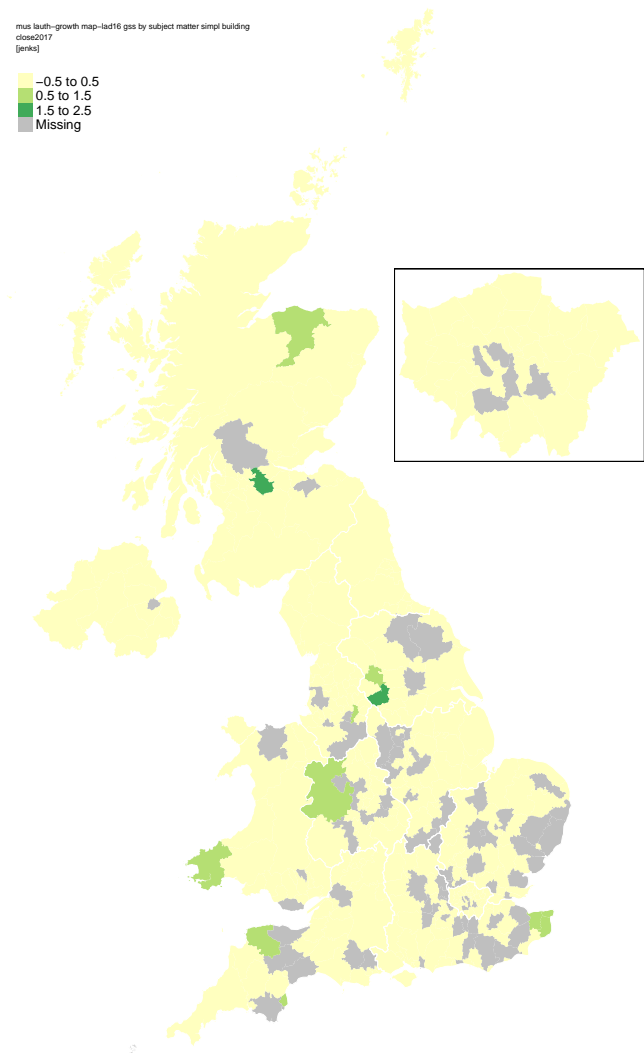 mus lauth−growth map−lad16 gss by subject matter simpl building
close2017
[jenks]
−0.5 to 0.5
0.5 to 1.5
1.5 to 2.5
Missing